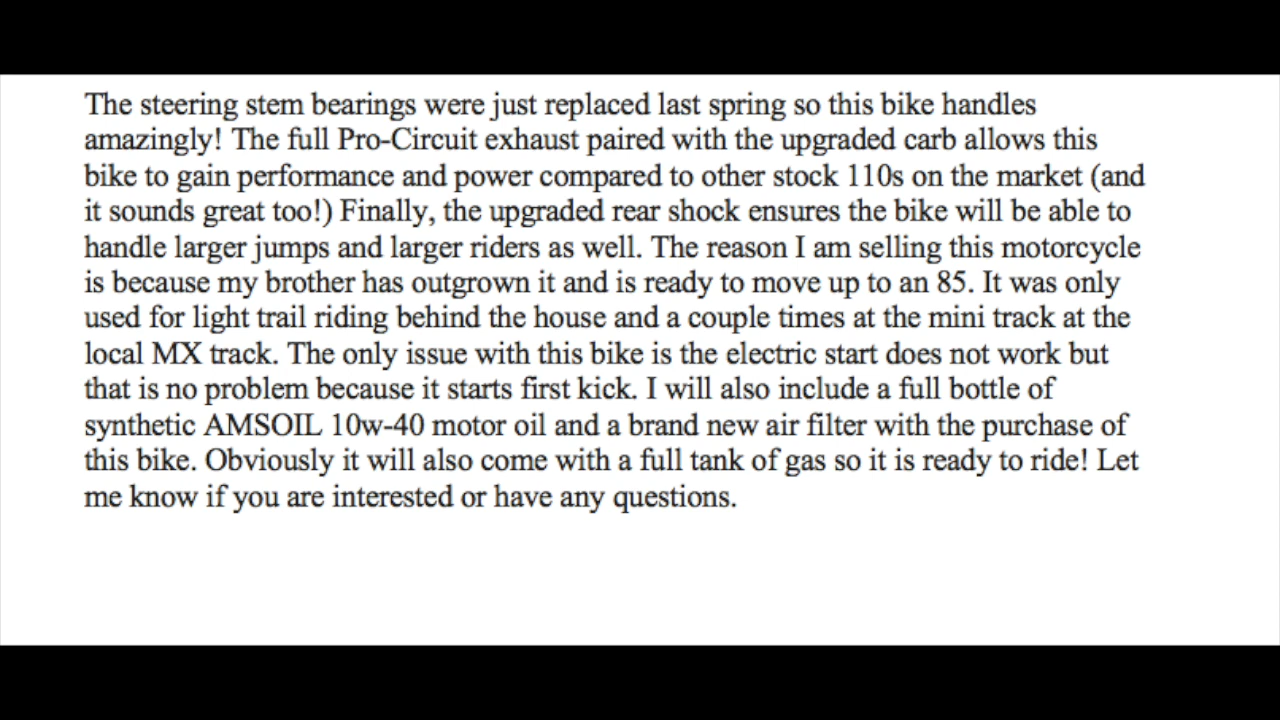 The steering stem bearings were just replaced last spring so this bike handles
amazingly! The full Pro-Circuit exhaust paired with the upgraded carb allows this
bike to gain performance and power compared to other stock 110s on the market (and
it sounds great too!) Finally, the upgraded rear shock ensures the bike will be able to
handle larger jumps and larger riders as well. The reason I am selling this motorcycle
is because my brother has outgrown it and is ready to move up to an 85. It was only
used for light trail riding behind the house and a couple times at the mini track at the
local MX track. The only issue with this bike is the electric start does not work but
that is no problem because it starts first kick. I will also include a full bottle of
synthetic AMSOIL 10w-40 motor oil and a brand new air filter with the purchase of
this bike. Obviously it will also come with a full tank of gas so it is ready to ride! Let
me know if you are interested or have any questions.